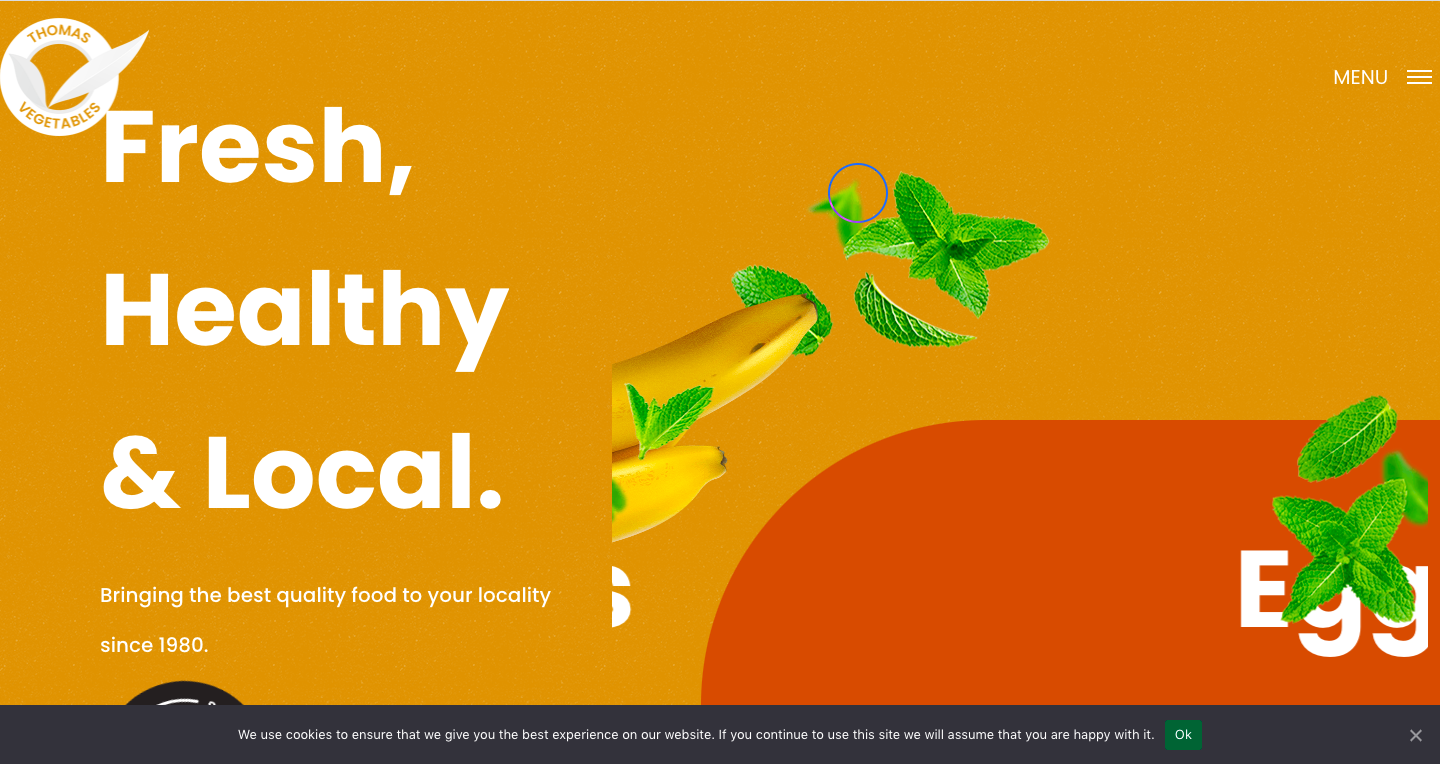 THOMAS
VEGETABLES
MENU
Fresh,
Healthy
& Local.
Bringing the best quality food to your locality
since 1980.
s
Egg
We use cookies to ensure that we give you the best experience on our website. If you continue to use this site we will assume that you are happy with it.
Ok